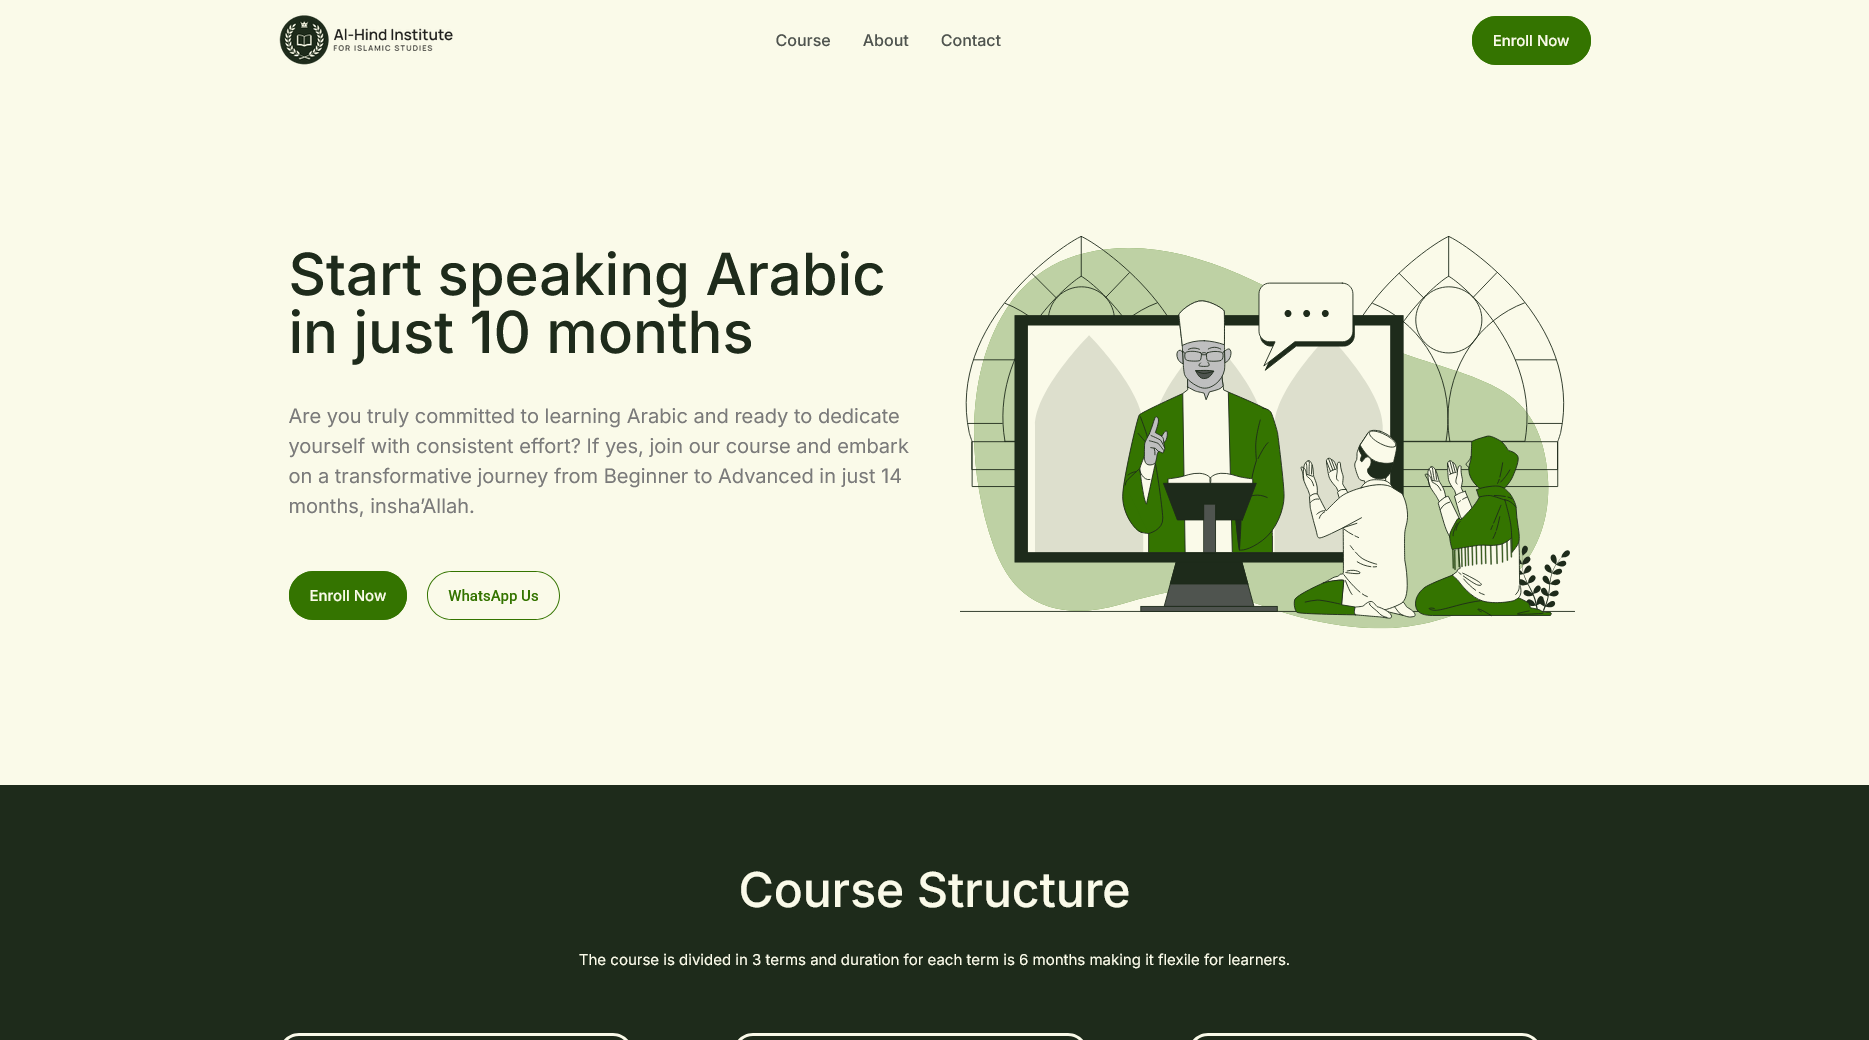 Al-Hind Institute
FOR ISLAMIC STUDIES
Course
About
Contact
Enroll Now
Start speaking Arabic
in just 10 months
Are you truly committed to learning Arabic and ready to dedicate
yourself with consistent effort? If yes, join our course and embark
on a transformative journey from Beginner to Advanced in just 14
months, insha’Allah.
Enroll Now
WhatsApp Us
Course Structure
The course is divided in 3 terms and duration for each term is 6 months making it flexile for learners.